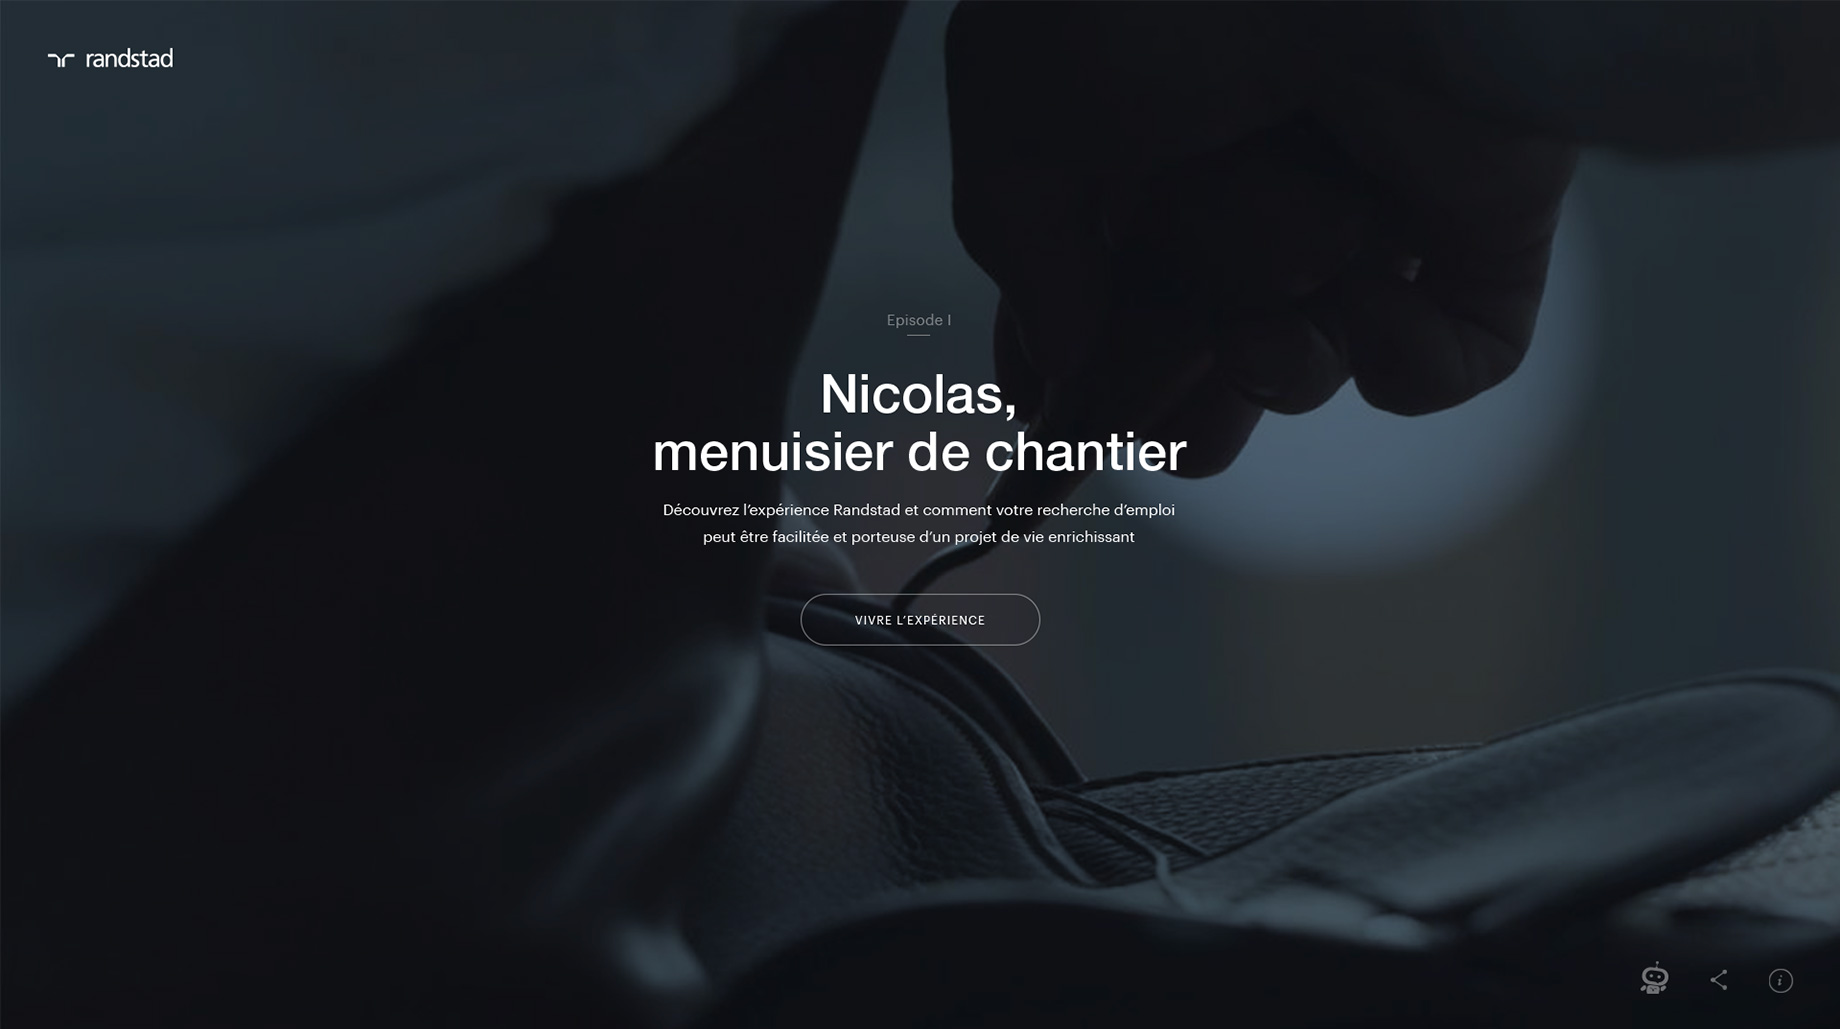 randstad
Episode I
Nicolas,
menuisier de chantier
Découvrez l’expérience Randstad et comment votre recherche d’emploi
peut être facilitée et porteuse d’un projet de vie enrichissant
VIVRE L’EXPÉRIENCE
i